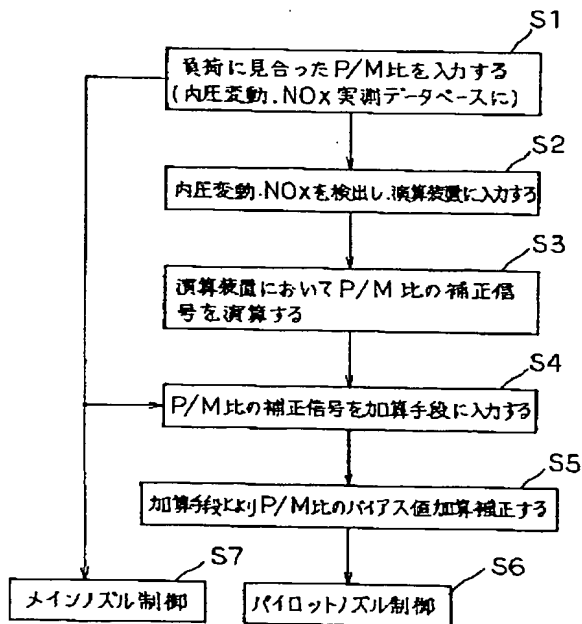 S1
負荷に見合ったP/M比を入力する
(内圧変動.NOx実測データベースに)
S2
内圧変動.NOxを検出し.演算装置に入力する
S3
演算装置においてP/M比の補正信
号を演算する
S4
P/M比の補正信号を加算手段に入力する
S5
加算手段によりP/M比のバイアス値加算補正する
S7
メインノズル制御
S6
パイロットノズル制御